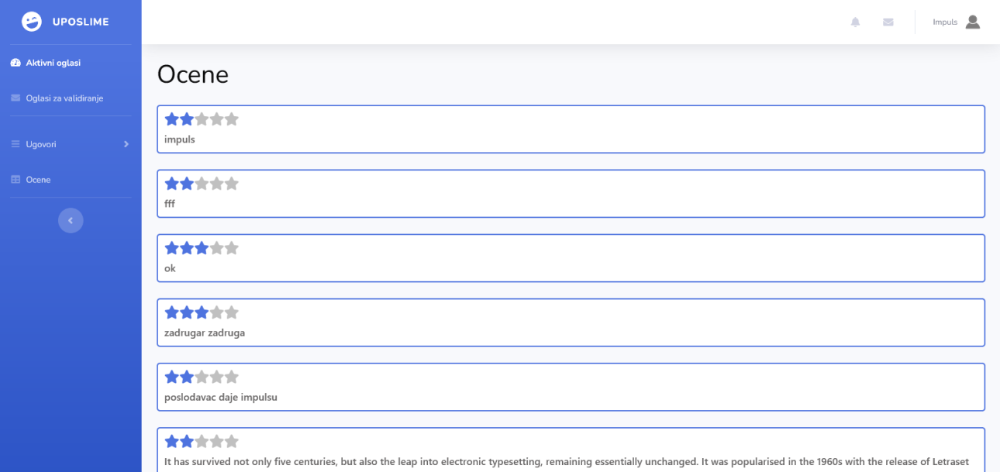 UPOSLIME
Impuls
Aktivni oglasi
Oglasi za validiranje
Ugovori
Ocene
Ocene
impuls
fff
ok
zadrugar zadruga
poslodavac daje impulsu
It has survived not only five centuries, but also the leap into electronic typesetting, remaining essentially unchanged. It was popularised in the 1960s with the release of Letraset